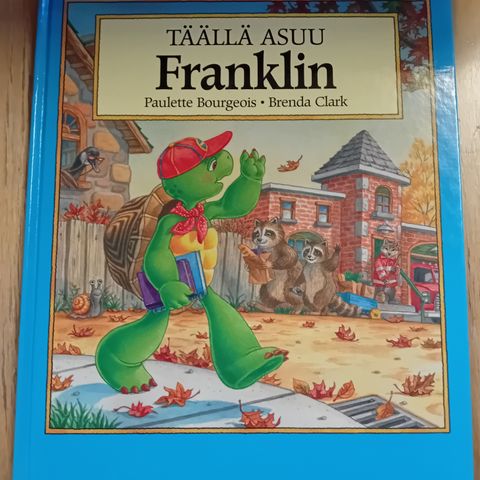 TÄÄLLÄ ASUU
Franklin
Paulette Bourgeois • Brenda Clark